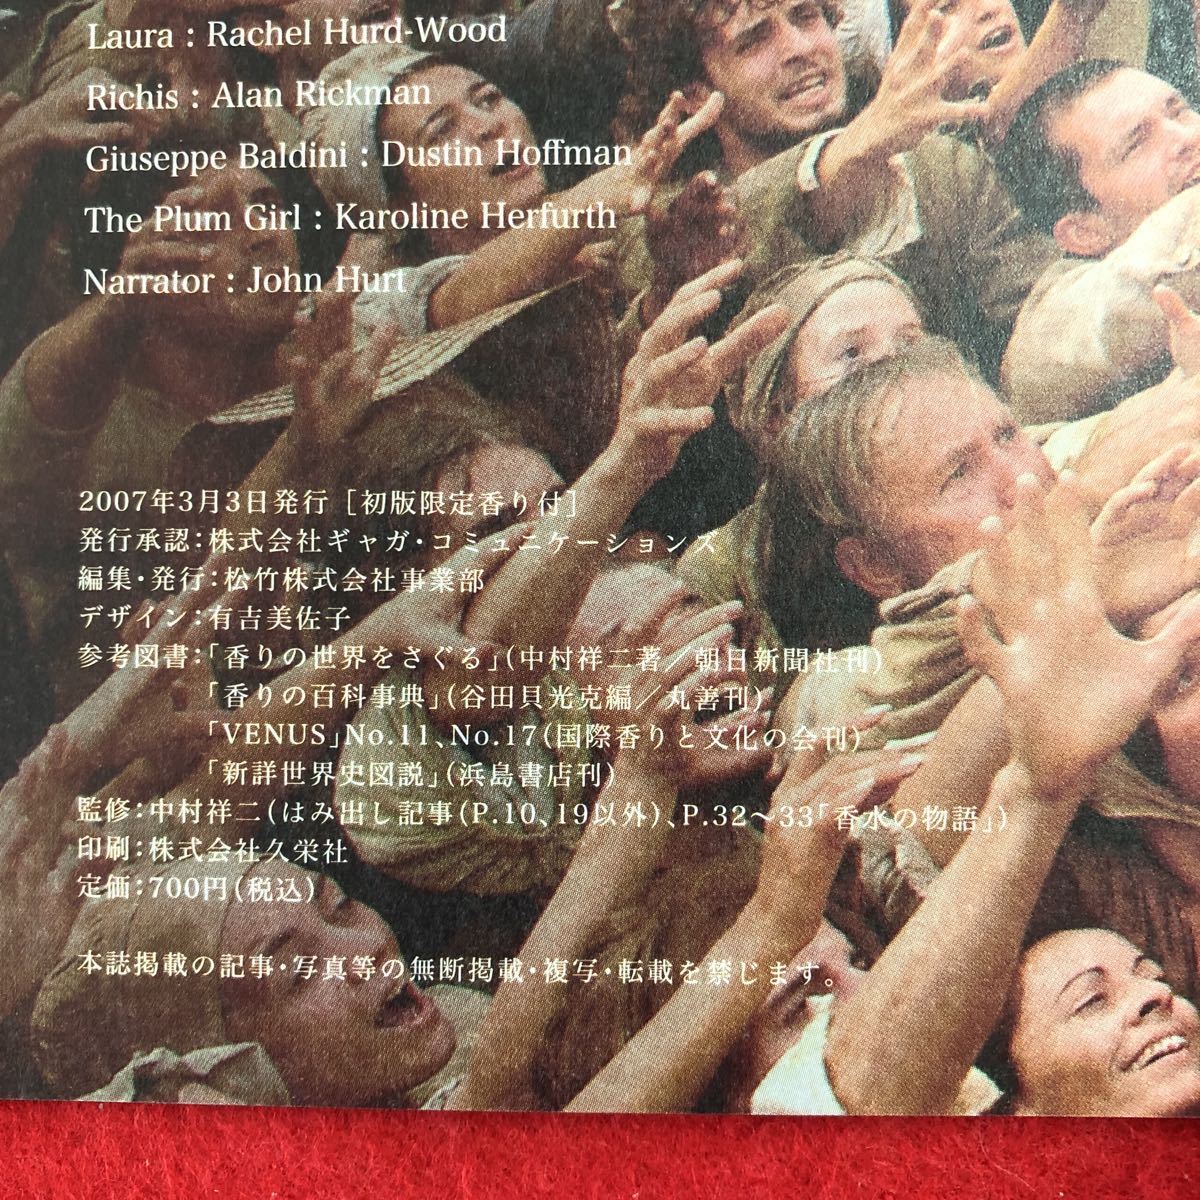 Laura : Rachel Hurd-Wood
Richis : Alan Rickman
Giuseppe Baldini : Dustin Hoffman
The Plum Girl : Karoline Herfurth
Narrator : John Hurt
2007年3月3日発行［初版限定香り付］
発行承認：株式会社ギャガ・コミュニケーションズ
編集・発行：松竹株式会社事業部
デザイン：有吉美佐子
参考図書：「香りの世界をさぐる」（中村祥二著／朝日新聞社刊）
「香りの百科事典」（谷田貝光克編／丸善刊）
「VENUS」No.11、No.17（国際香りと文化の会刊）
「新詳世界史図説」（浜島書店刊）
監修：中村祥二（はみ出し記事（P.10、19以外）、P.32〜33「香水の物語」）
印刷：株式会社久栄社
定価：700円（税込）
本誌掲載の記事・写真等の無断掲載・複写・転載を禁じます。